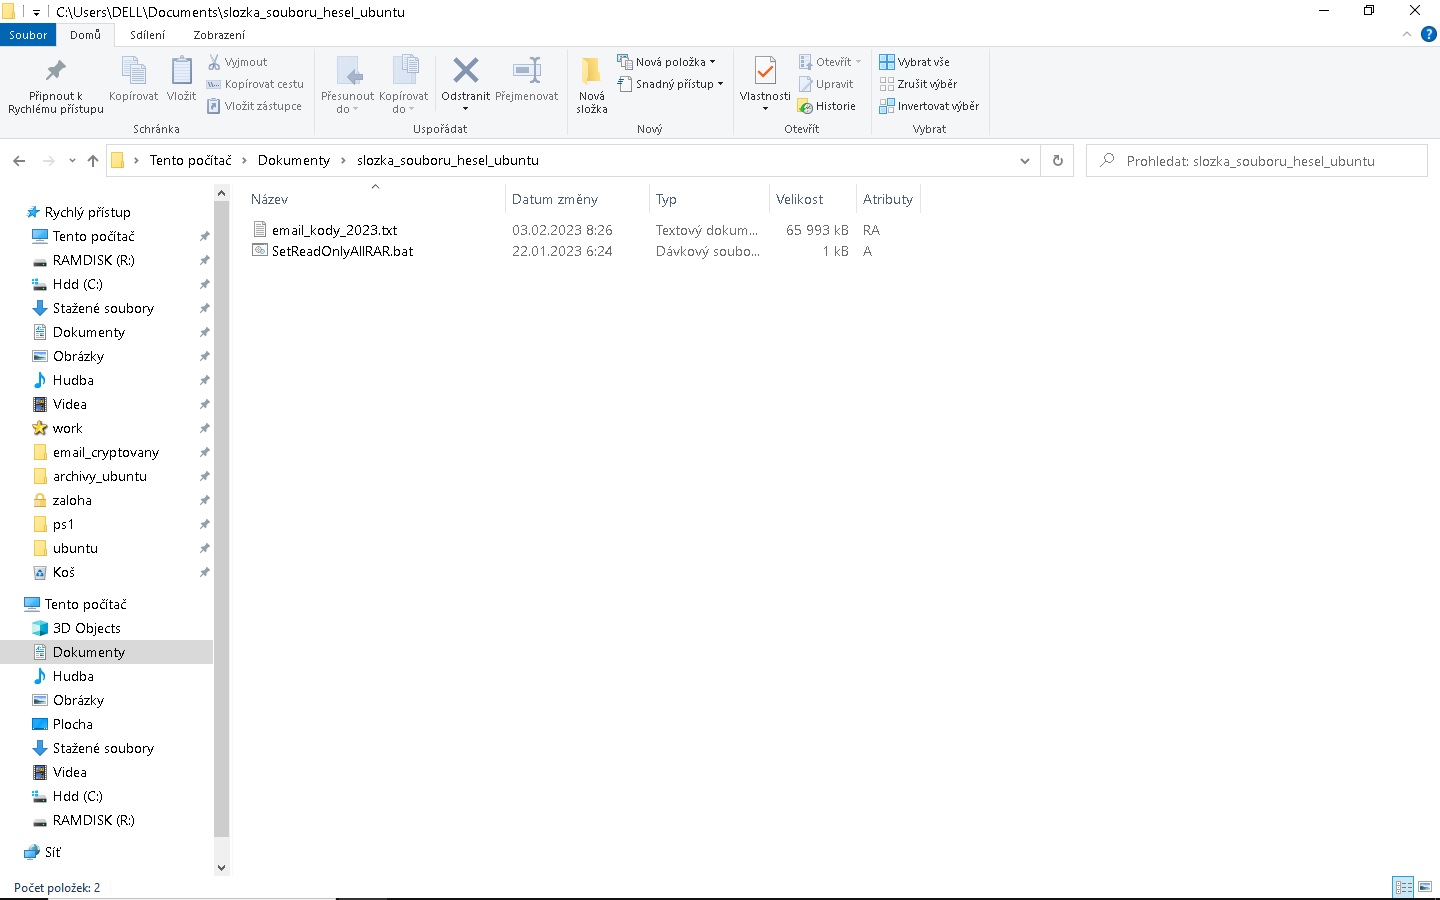 C:\Users\DELL\Documents\slozka_souboru_hesel_ubuntu
Soubor Domů Sdílení Zobrazení
Připnout k
Rychlému přístupu
Kopírovat
Vložit
Vyjmout
Kopírovat cestu
Vložit zástupce
Schránka
Přesunout
do
Kopírovat
do
Odstranit
Přejmenovat
Uspořádat
Nová
složka
Nová položka
Snadný přístup
Nový
Vlastnosti
Otevřít
Upravit
Historie
Otevřít
Vybrat vše
Zrušit výběr
Invertovat výběr
Vybrat
Tento počítač Dokumenty slozka_souboru_hesel_ubuntu
Prohledat: slozka_souboru_hesel_ubuntu
Rychlý přístup
Tento počítač
RAMDISK (R:)
Hdd (C:)
Stažené soubory
Dokumenty
Obrázky
Hudba
Videa
work
email_cryptovany
archivy_ubuntu
zaloha
ps1
ubuntu
Koš
Tento počítač
3D Objects
Dokumenty
Hudba
Obrázky
Plocha
Stažené soubory
Videa
Hdd (C:)
RAMDISK (R:)
Síť
Název Datum změny Typ Velikost Atributy
email_kody_2023.txt 03.02.2023 8:26 Textový dokum... 65 993 kB RA
SetReadOnlyAllRAR.bat 22.01.2023 6:24 Dávkový soubo... 1 kB A
Počet položek: 2